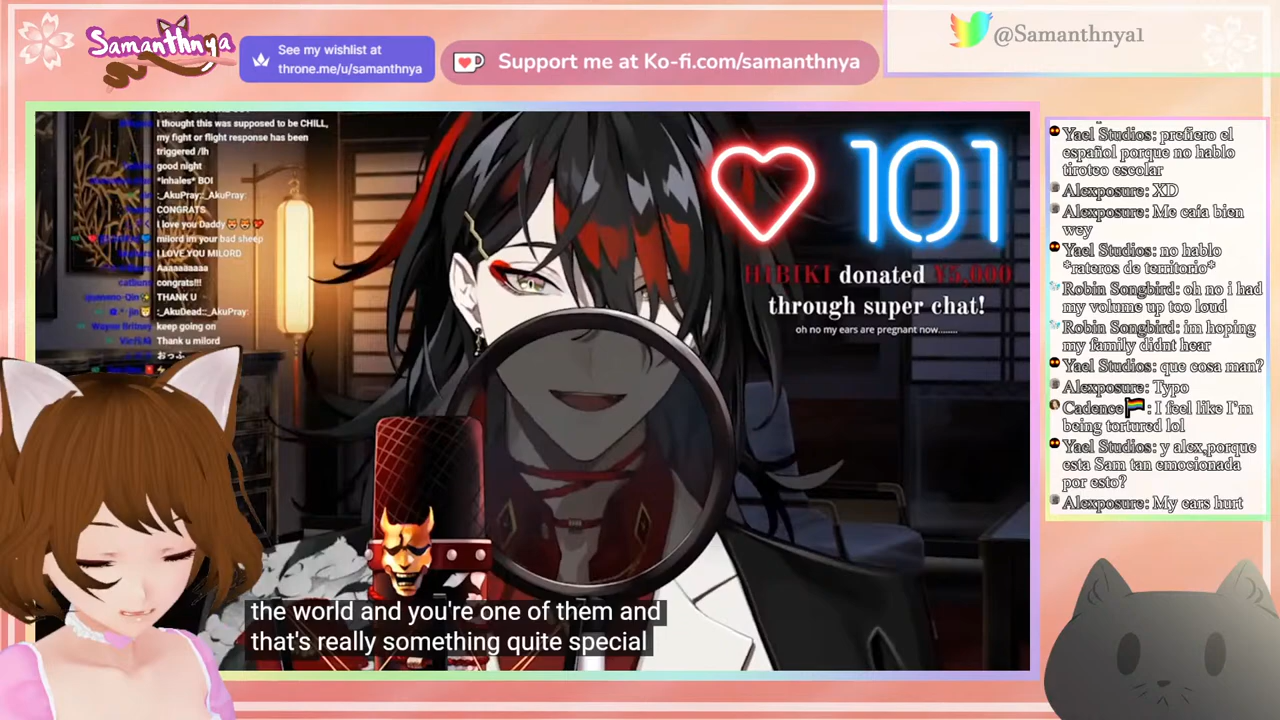 Samanthnya
See my wishlist at
throne.me/u/samanthnya
Support me at Ko-fi.com/samanthnya
@Samanthnya1
I thought this was supposed to be CHILL,
my fight or flight response has been
triggered /lh
good night
*inhales* BOI
:_AkuPray::_AkuPray:
CONGRATS
I love you Daddy
milord im your bad sheep
I LOVE YOU MILORD
Aaaaaaaaaa
congrats!!!
THANK U
:_AkuDead::_AkuPray:
keep going on
Thank u milord
おっふ
101
HIBIKI donated ¥5,000
through super chat!
oh no my ears are pregnant now........
the world and you're one of them and
that's really something quite special
Yael Studios: prefiero el
español porque no hablo
tiroteo escolar
Alexposure: XD
Alexposure: Me caía bien
wey
Yael Studios: no hablo
*rateros de territorio*
Robin Songbird: oh no i had
my volume up too loud
Robin Songbird: im hoping
my family didnt hear
Yael Studios: que cosa man?
Alexposure: Typo
Cadence🏳️‍🌈: I feel like I'm
being tortured lol
Yael Studios: y alex,porque
esta Sam tan emocionada
por esto?
Alexposure: My ears hurt